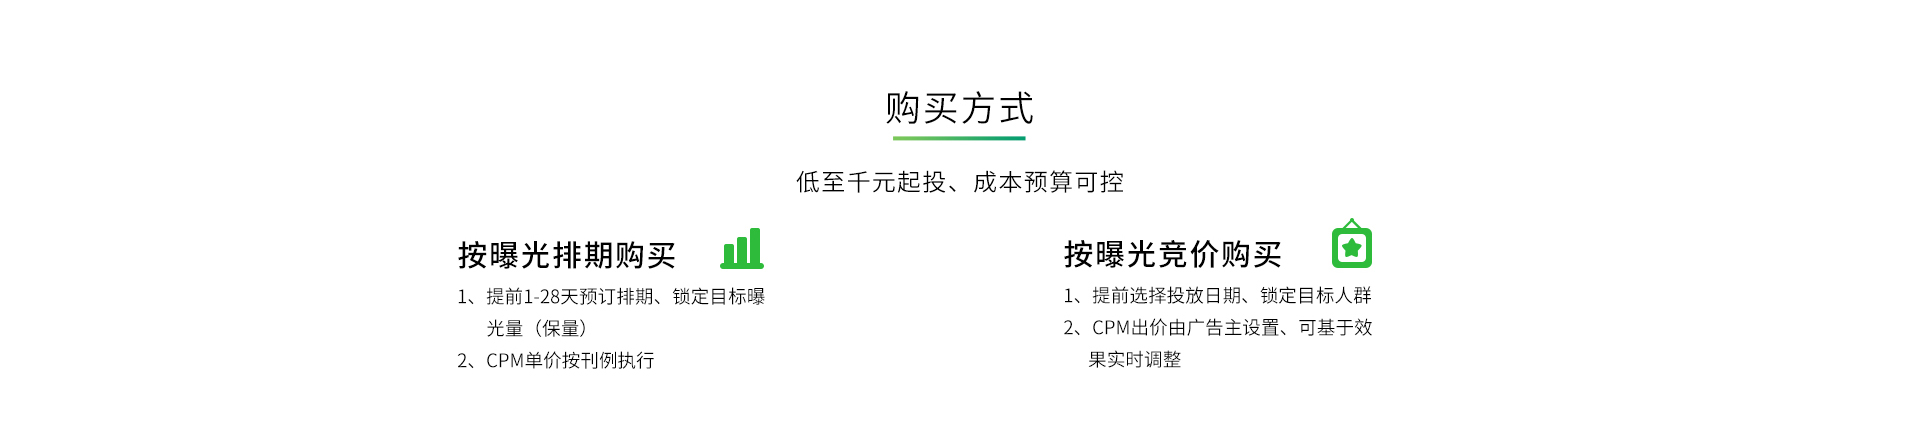 购买方式
低至千元起投、成本预算可控
按曝光排期购买
1、提前1-28天预订排期、锁定目标曝
光量（保量）
2、CPM单价按刊例执行
按曝光竞价购买
1、提前选择投放日期、锁定目标人群
2、CPM出价由广告主设置、可基于效
果实时调整